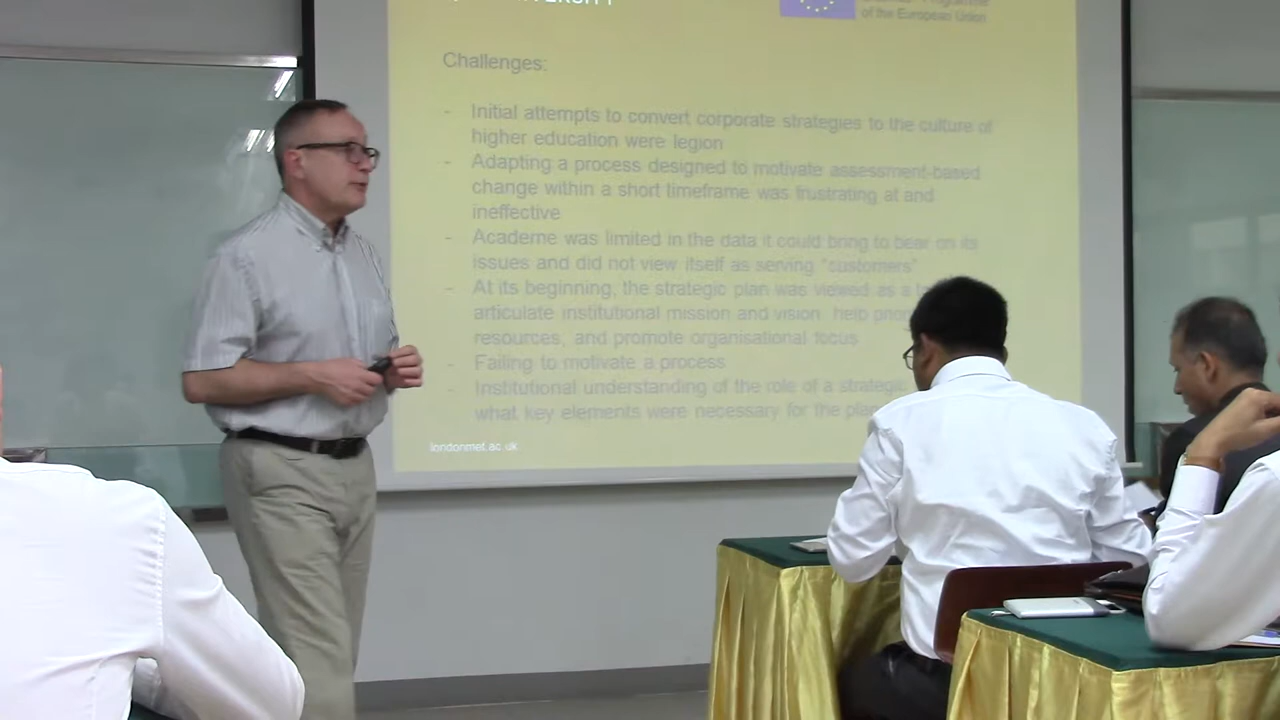 of the European Union
Challenges:
- Initial attempts to convert corporate strategies to the culture of
higher education were legion
- Adapting a process designed to motivate assessment-based
change within a short timeframe was frustrating at and
ineffective
- Academe was limited in the data it could bring to bear on its
issues and did not view itself as serving "customers"
- At its beginning, the strategic plan was viewed as a
articulate institutional mission and vision, help
resources, and promote organisational focus
- Failing to motivate a process
- Institutional understanding of the role of a strategic
what key elements were necessary for the
londonmet.ac.uk